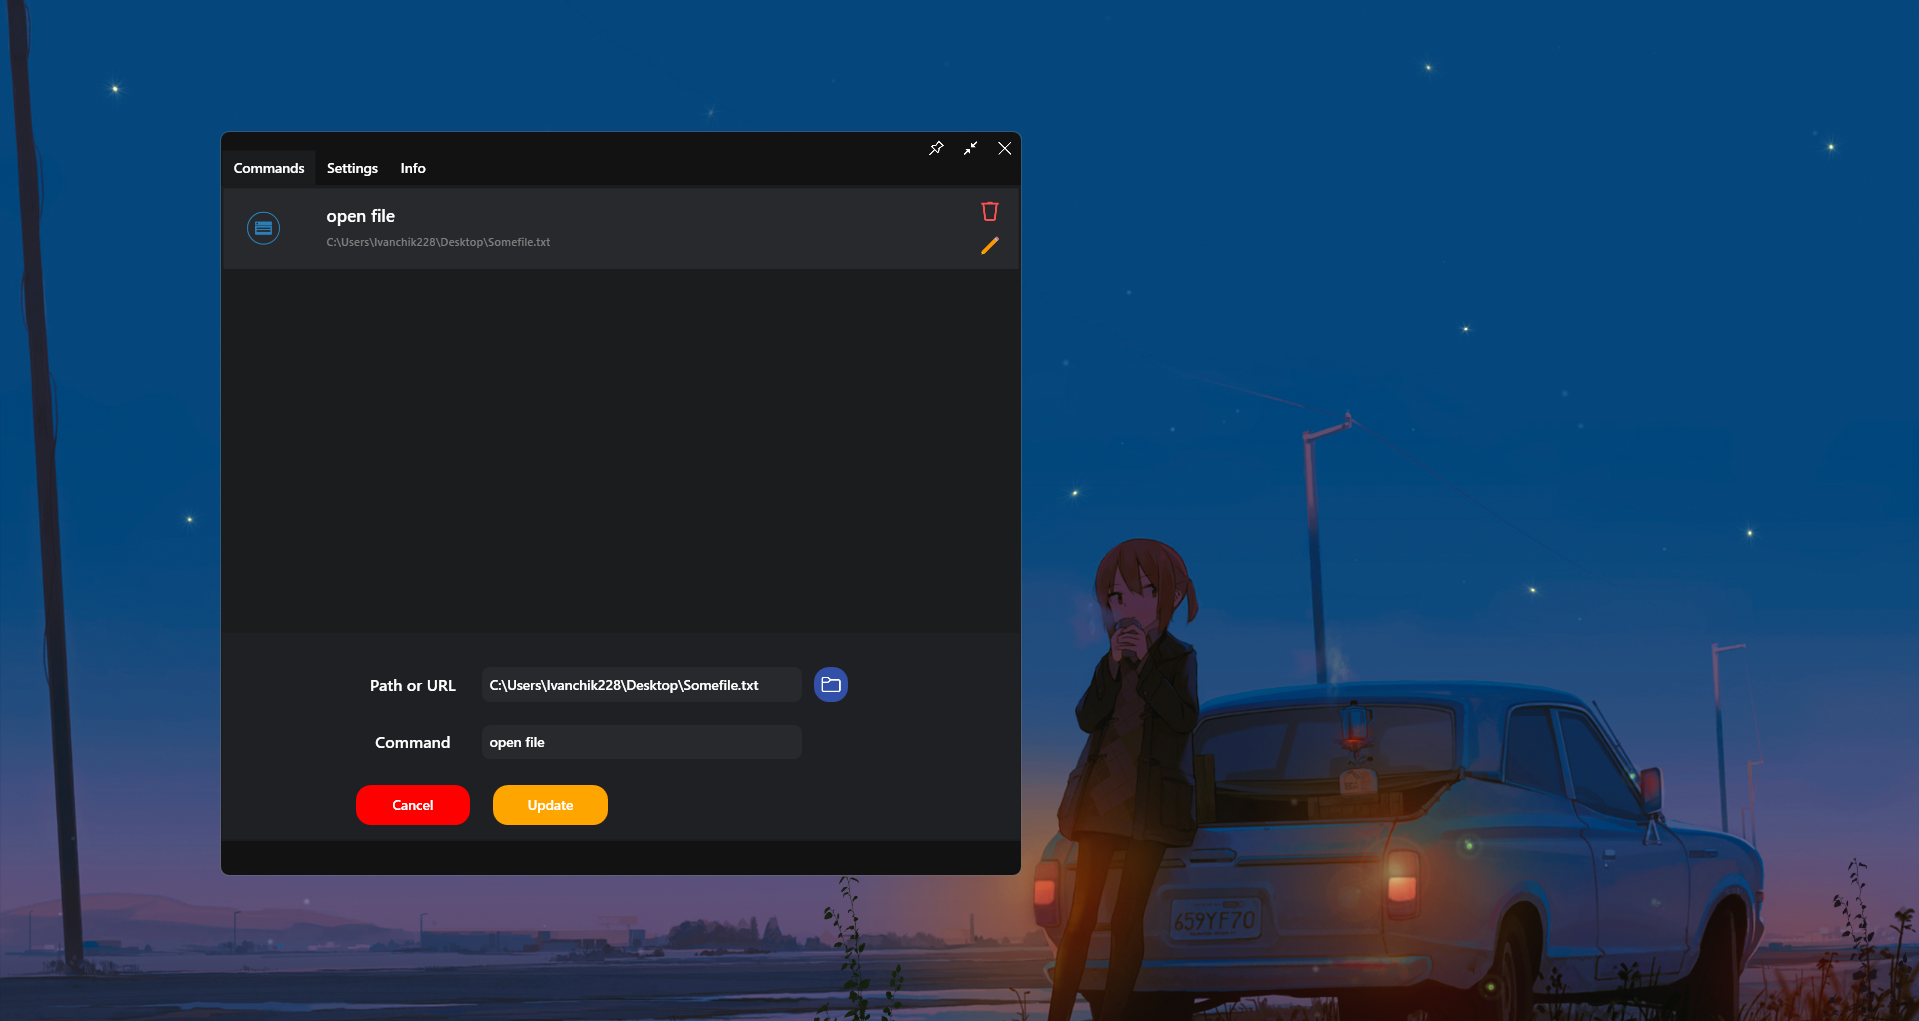 Commands Settings Info
open file
C:\Users\Ivanchik228\Desktop\Somefile.txt
Path or URL C:\Users\Ivanchik228\Desktop\Somefile.txt
Command open file
Cancel Update
659YF70